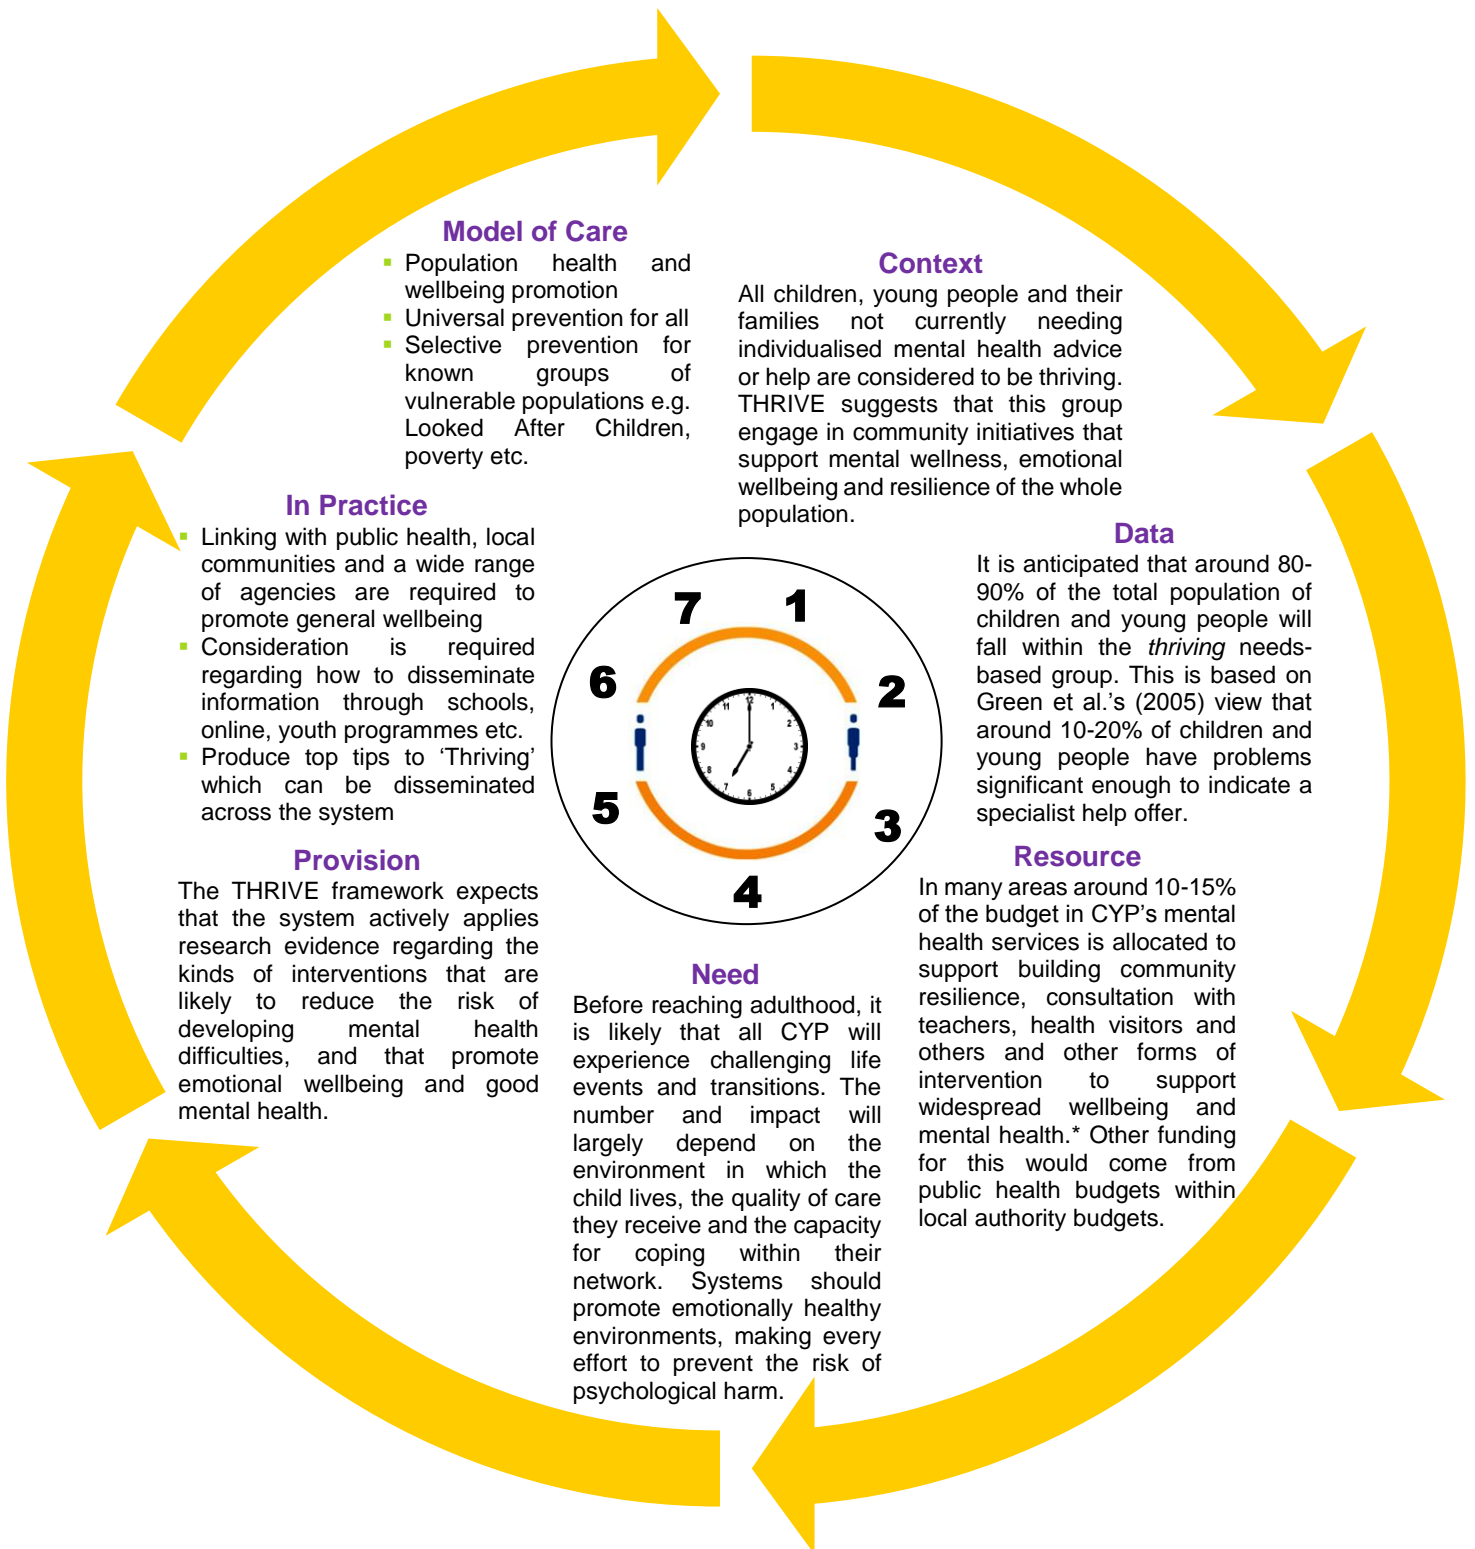 Model of Care
▪ Population health and
wellbeing promotion
▪ Universal prevention for all
▪ Selective prevention for
known groups of
vulnerable populations e.g.
Looked After Children,
poverty etc.
Context
All children, young people and their
families not currently needing
individualised mental health advice
or help are considered to be thriving.
THRIVE suggests that this group
engage in community initiatives that
support mental wellness, emotional
wellbeing and resilience of the whole
population.
Data
It is anticipated that around 80-
90% of the total population of
children and young people will
fall within the thriving needs-
based group. This is based on
Green et al.'s (2005) view that
around 10-20% of children and
young people have problems
significant enough to indicate a
specialist help offer.
Resource
In many areas around 10-15%
of the budget in CYP's mental
health services is allocated to
support building community
resilience, consultation with
teachers, health visitors and
others and other forms of
intervention to support
widespread wellbeing and
mental health.* Other funding
for this would come from
public health budgets within
local authority budgets.
Need
Before reaching adulthood, it
is likely that all CYP will
experience challenging life
events and transitions. The
number and impact will
largely depend on the
environment in which the
child lives, the quality of care
they receive and the capacity
for coping within their
network. Systems should
promote emotionally healthy
environments, making every
effort to prevent the risk of
psychological harm.
Provision
The THRIVE framework expects
that the system actively applies
research evidence regarding the
kinds of interventions that are
likely to reduce the risk of
developing mental health
difficulties, and that promote
emotional wellbeing and good
mental health.
In Practice
▪ Linking with public health, local
communities and a wide range
of agencies are required to
promote general wellbeing
▪ Consideration is required
regarding how to disseminate
information through schools,
online, youth programmes etc.
▪ Produce top tips to ‘Thriving’
which can be disseminated
across the system
1
2
3
4
5
6
7
12
1
2
3
4
5
6
7
8
9
10
11